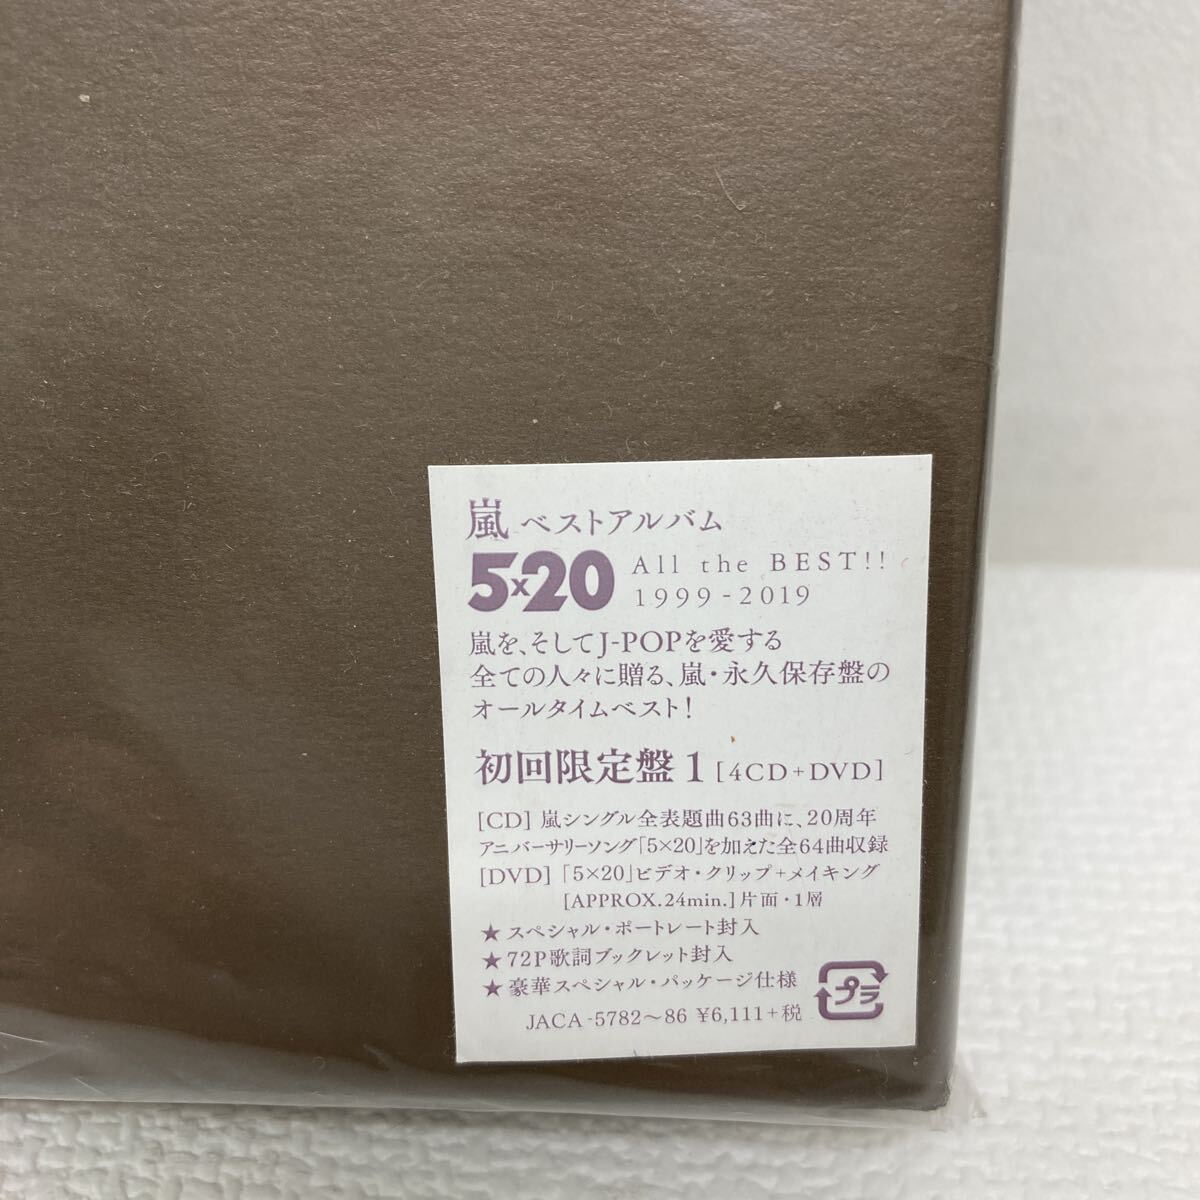 嵐 ベストアルバム
5×20 All the BEST!! 1999-2019
嵐を、そしてJ-POPを愛する
全ての人々に贈る、嵐・永久保存盤の
オールタイムベスト!
初回限定盤1 [4CD+DVD]
[CD] 嵐シングル全表題曲63曲に、20周年
アニバーサリーソング「5×20」を加えた全64曲収録
[DVD]「5×20」ビデオ・クリップ+メイキング
[APPROX.24min.]片面・1層
★ スペシャル・ポートレート封入
★ 72P歌詞ブックレット封入
★ 豪華スペシャル・パッケージ仕様
JACA-5782〜86 ¥6,111+税
プラ